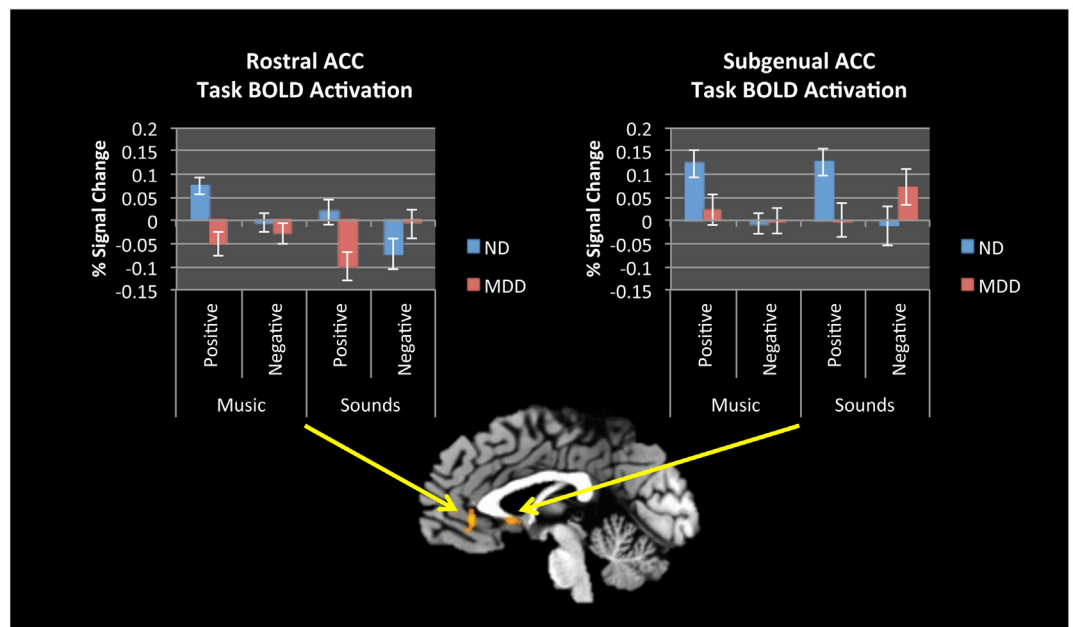 Rostral ACC
Task BOLD Activation
% Signal Change
0.2
0.15
0.1
0.05
0
-0.05
-0.1
-0.15
Positive
Negative
Positive
Negative
Music
Sounds
ND
MDD
Subgenual ACC
Task BOLD Activation
% Signal Change
0.2
0.15
0.1
0.05
0
-0.05
-0.1
-0.15
Positive
Negative
Positive
Negative
Music
Sounds
ND
MDD